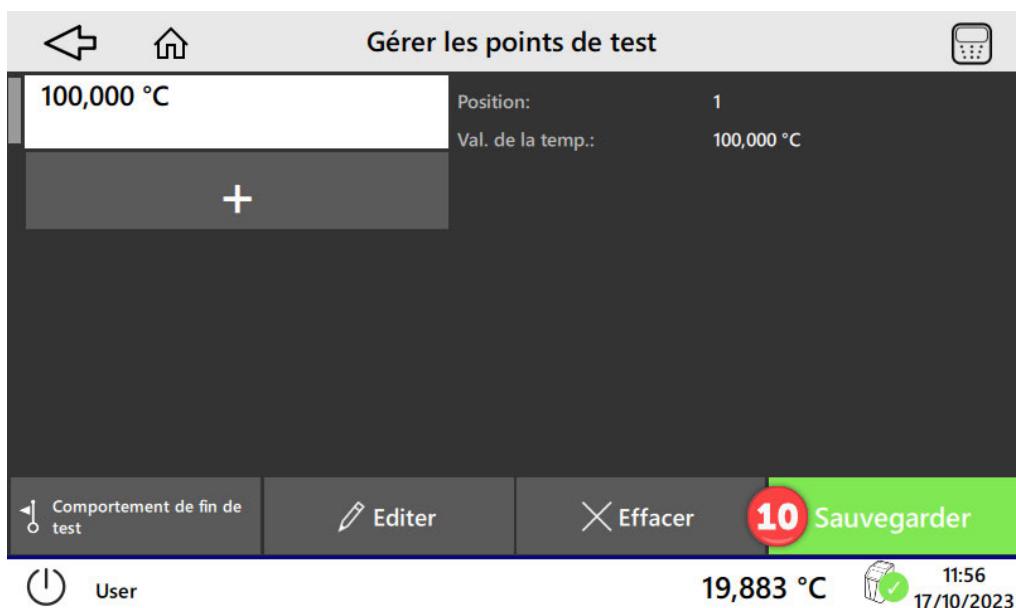 Gérer les points de test
100,000 °C
Position: 1
Val. de la temp.: 100,000 °C
+
Comportement de fin de
test
Editer
Effacer
10 Sauvegarder
User
19,883 °C
11:56
17/10/2023